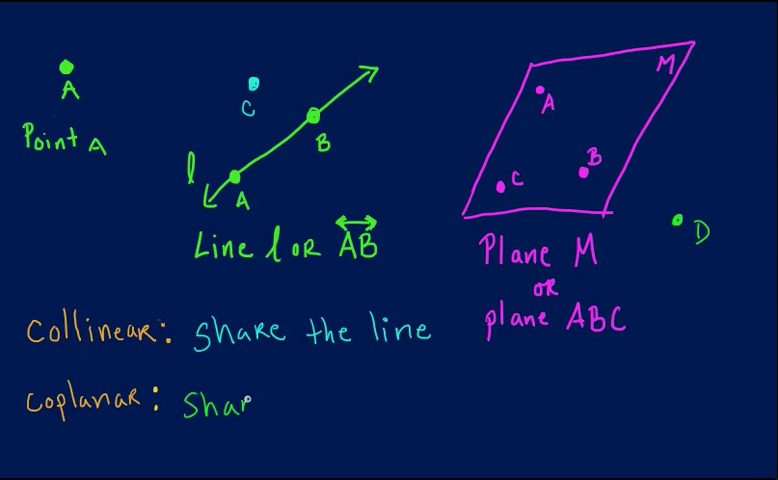 A
Point A
C
B
l
A
Line l OR AB
M
A
B
C
D
Plane M
OR
plane ABC
Collinear: Share the line
Coplanar: Shar